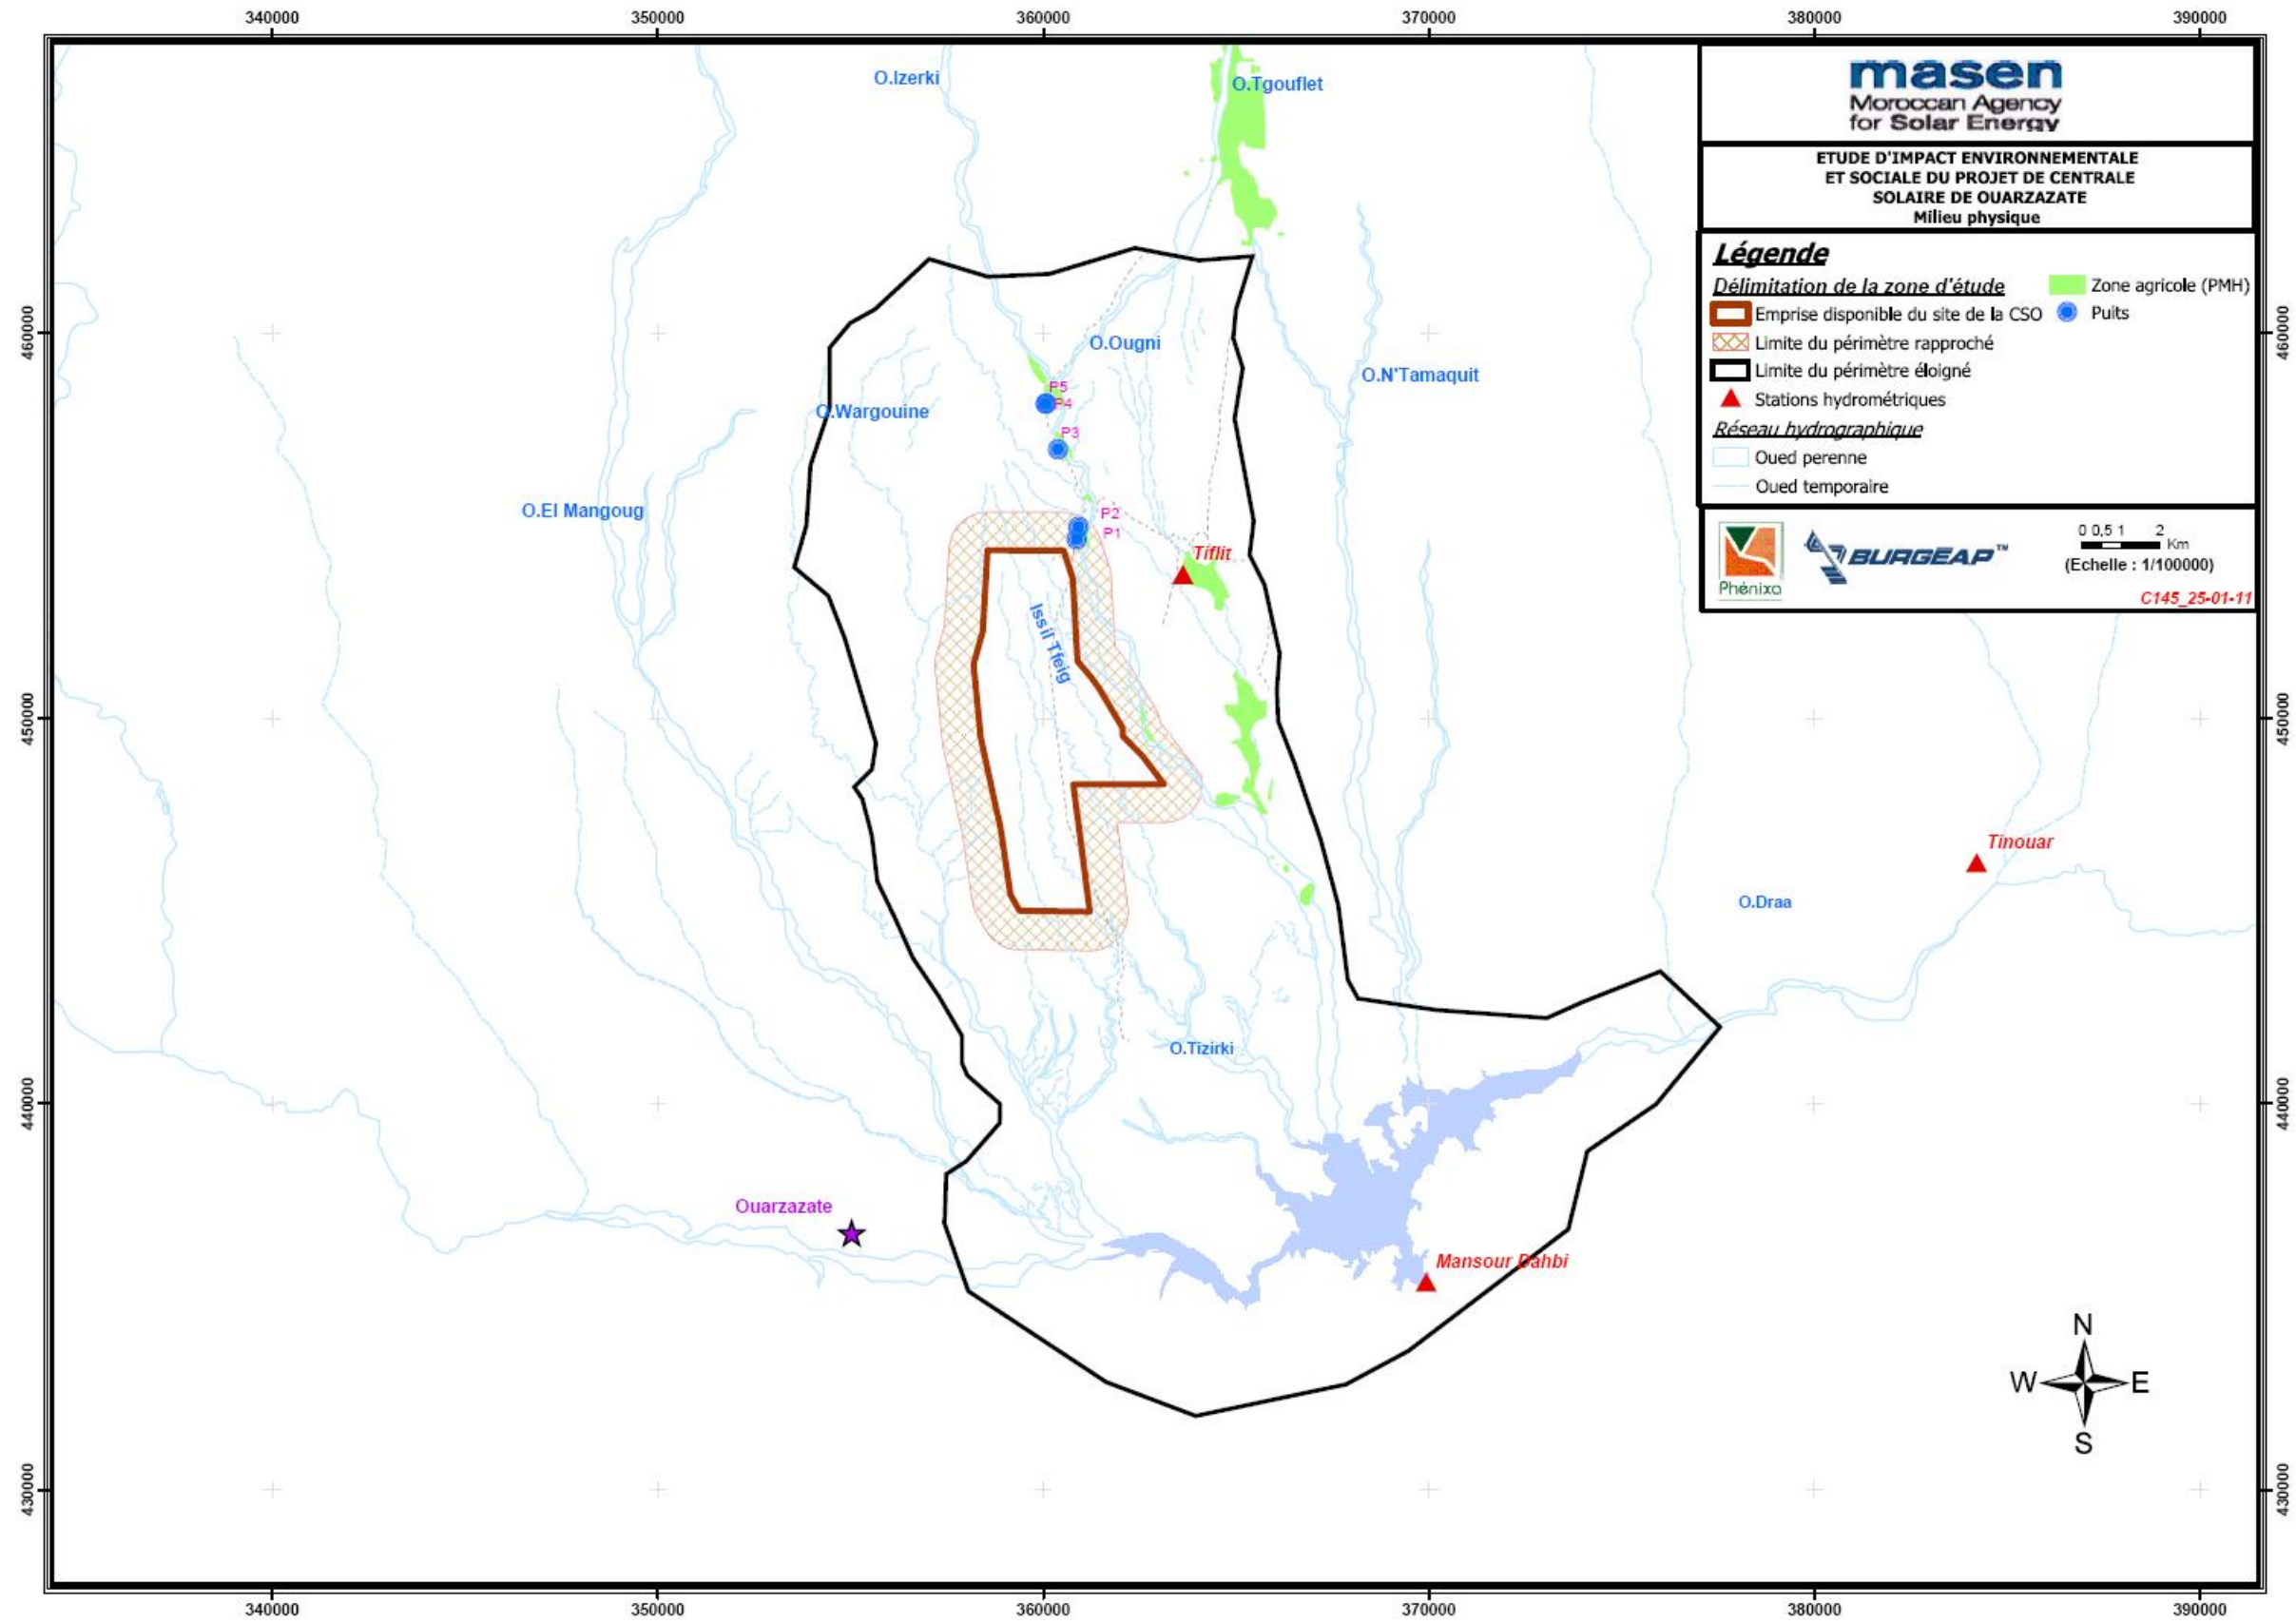 340000
350000
360000
370000
380000
390000
masen
Moroccan Agency
for Solar Energy
ETUDE D'IMPACT ENVIRONNEMENTALE
ET SOCIALE DU PROJET DE CENTRALE
SOLAIRE DE OUARZAZATE
Milieu physique
Légende
Délimitation de la zone d'étude
Emprise disponible du site de la CSO
Limite du périmètre rapproché
Limite du périmètre éloigné
Stations hydrométriques
Réseau hydrographique
Oued perenne
Oued temporaire
Zone agricole (PMH)
Puits
Phénixa
BURGEAP™
0 0,5 1 2
Km
(Echelle : 1/100000)
C145_25-01-11
O.Izerki
O.Tgouflet
O.Ougni
O.N'Tamaquit
P5
P4
O.Wargouine
P3
O.El Mangoug
P2
P1
Tiflit
Issil Tfeig
Tinouar
O.Draa
O.Tizirki
Ouarzazate
Mansour Dahbi
N
W
E
S
460000
450000
440000
430000
460000
450000
440000
430000
340000
350000
360000
370000
380000
390000